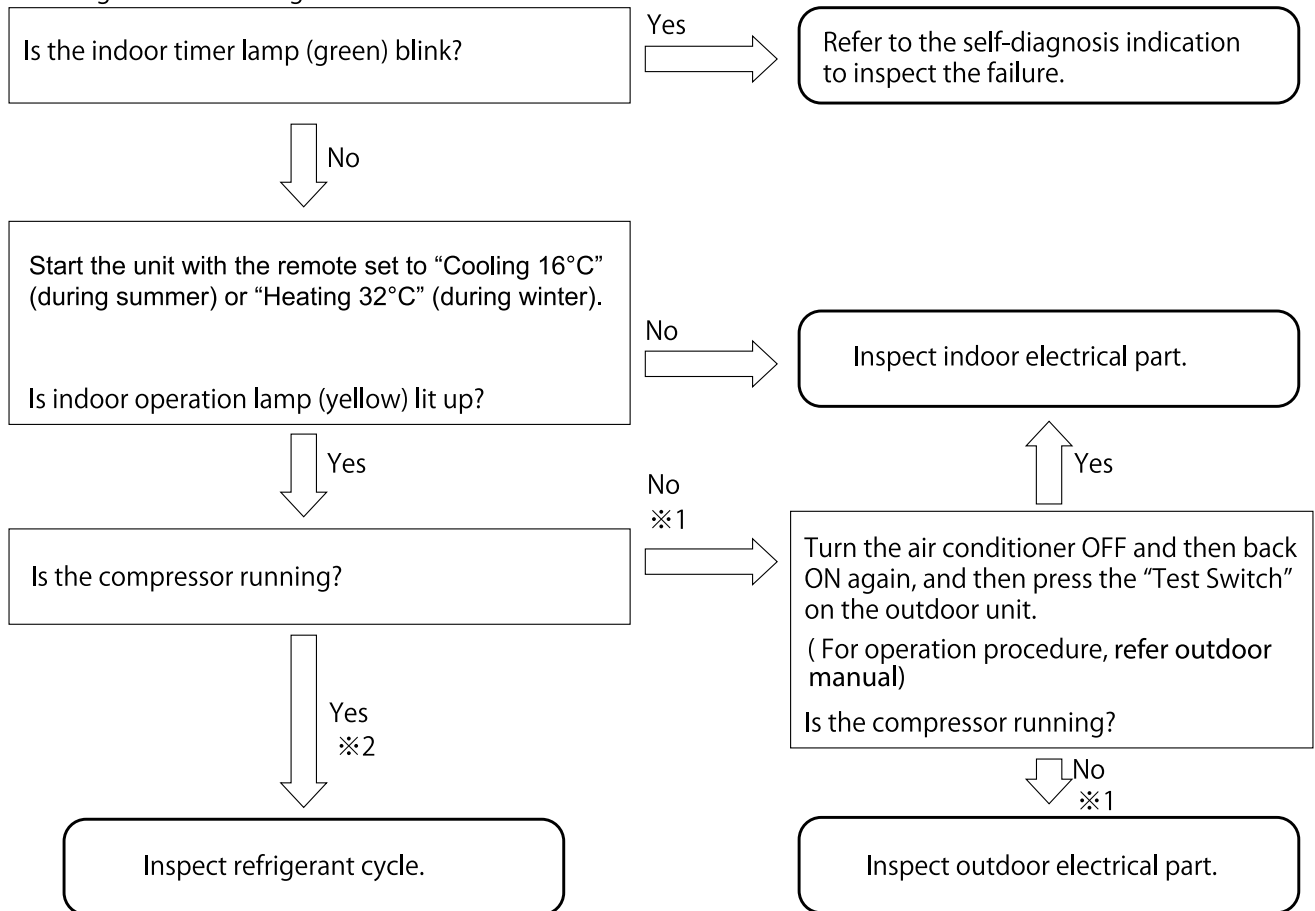 Is the indoor timer lamp (green) blink?
Yes
Refer to the self-diagnosis indication
to inspect the failure.
No
Start the unit with the remote set to “Cooling 16°C”
(during summer) or “Heating 32°C” (during winter).
Is indoor operation lamp (yellow) lit up?
No
Inspect indoor electrical part.
Yes
Yes
Is the compressor running?
No
※1
Turn the air conditioner OFF and then back
ON again, and then press the “Test Switch”
on the outdoor unit.
( For operation procedure, refer outdoor
manual)
Is the compressor running?
Yes
※2
No
※1
Inspect refrigerant cycle.
Inspect outdoor electrical part.